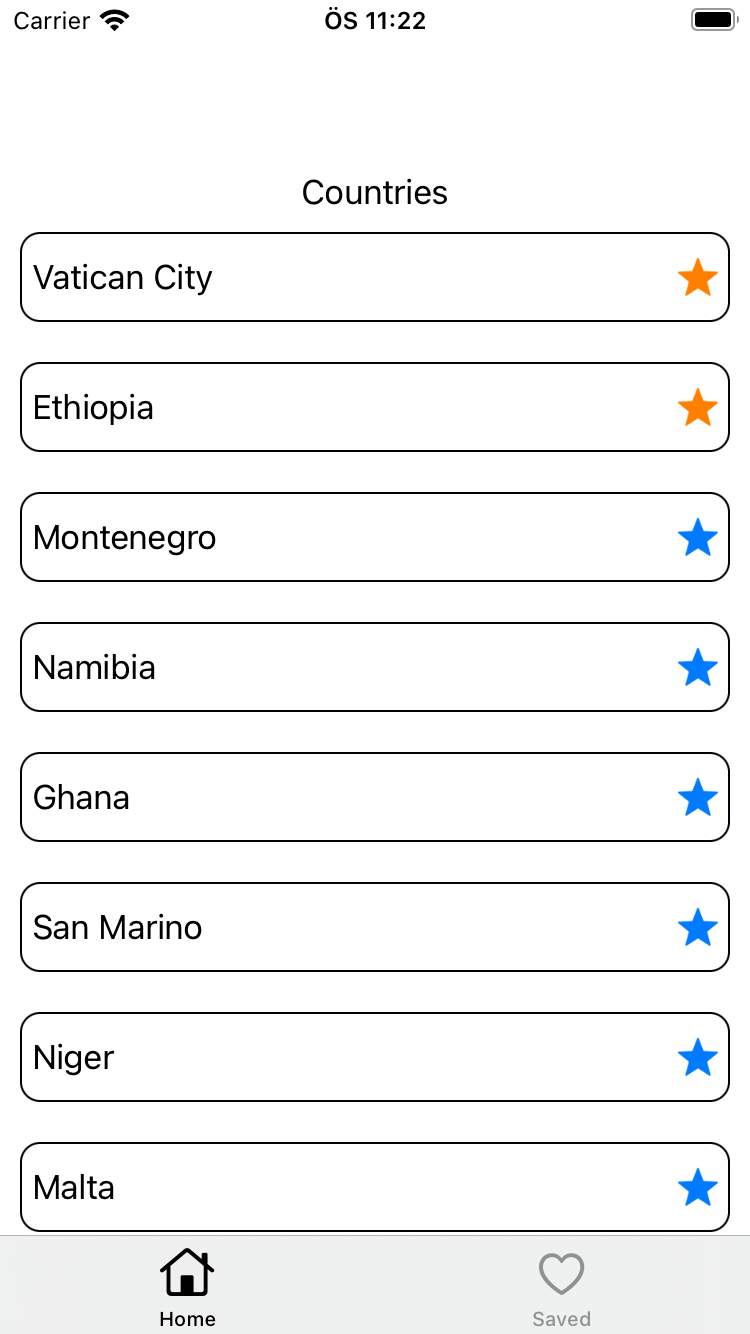 Carrier ÖS 11:22
Countries
Vatican City
Ethiopia
Montenegro
Namibia
Ghana
San Marino
Niger
Malta
Home Saved